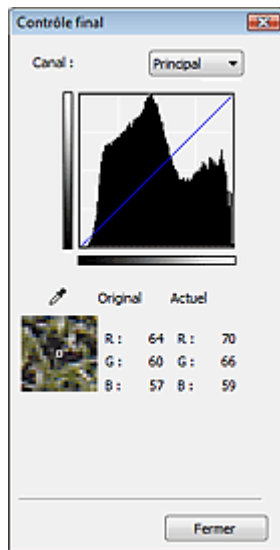 Contrôle final
Canal : Principal
Original Actuel
R : 64 R : 70
G : 60 G : 66
B : 57 B : 59
Fermer